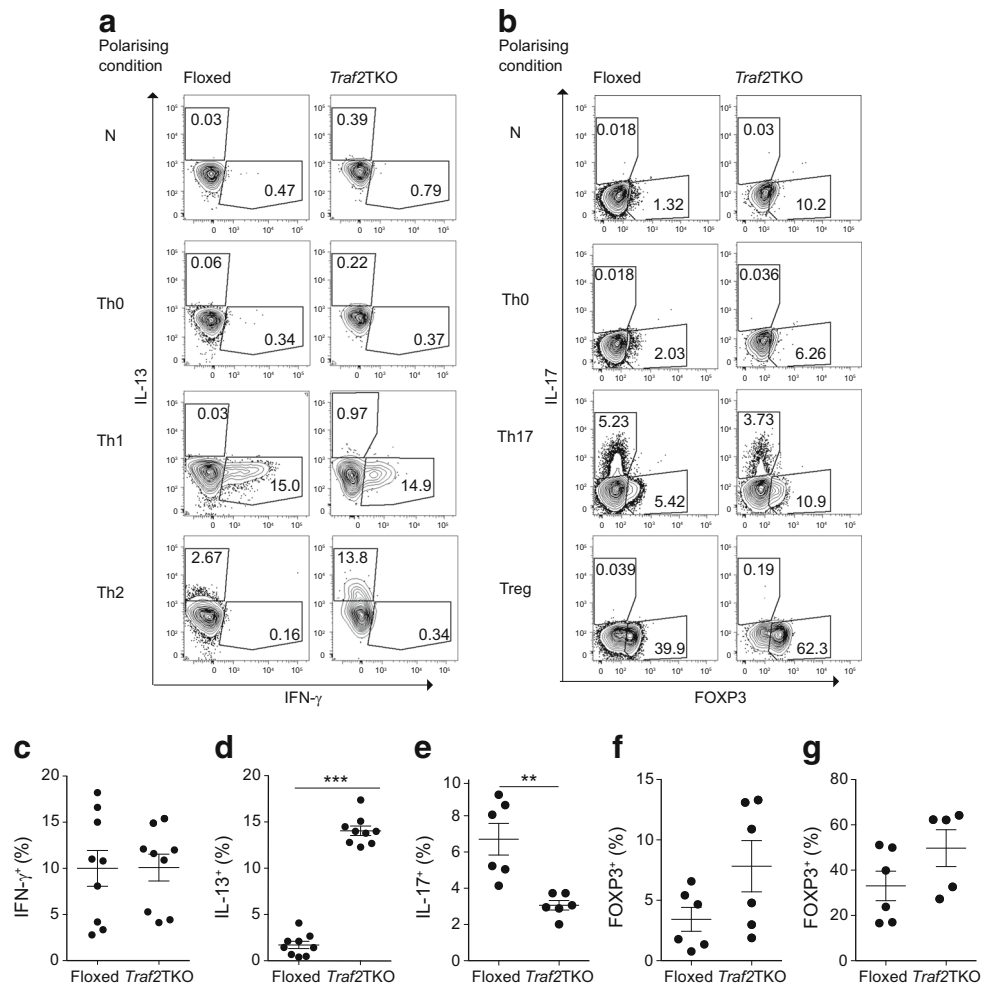 a
Polarising
condition
Floxed
Traf2TKO
N
0.03
0.47
0.39
0.79
Th0
0.06
0.34
0.22
0.37
Th1
0.03
15.0
0.97
14.9
Th2
2.67
0.16
13.8
0.34
IL-13
IFN-γ
b
Polarising
condition
Floxed
Traf2TKO
N
0.018
1.32
0.03
10.2
Th0
0.018
2.03
0.036
6.26
Th17
5.23
5.42
3.73
10.9
Treg
0.039
39.9
0.19
62.3
IL-17
FOXP3
c
IFN-γ+ (%)
20
15
10
5
0
Floxed Traf2TKO
d
IL-13+ (%)
20
15
10
5
0
***
Floxed Traf2TKO
e
IL-17+ (%)
10
8
6
4
2
0
**
Floxed Traf2TKO
f
FOXP3+ (%)
15
10
5
0
Floxed Traf2TKO
g
FOXP3+ (%)
80
60
40
20
0
Floxed Traf2TKO